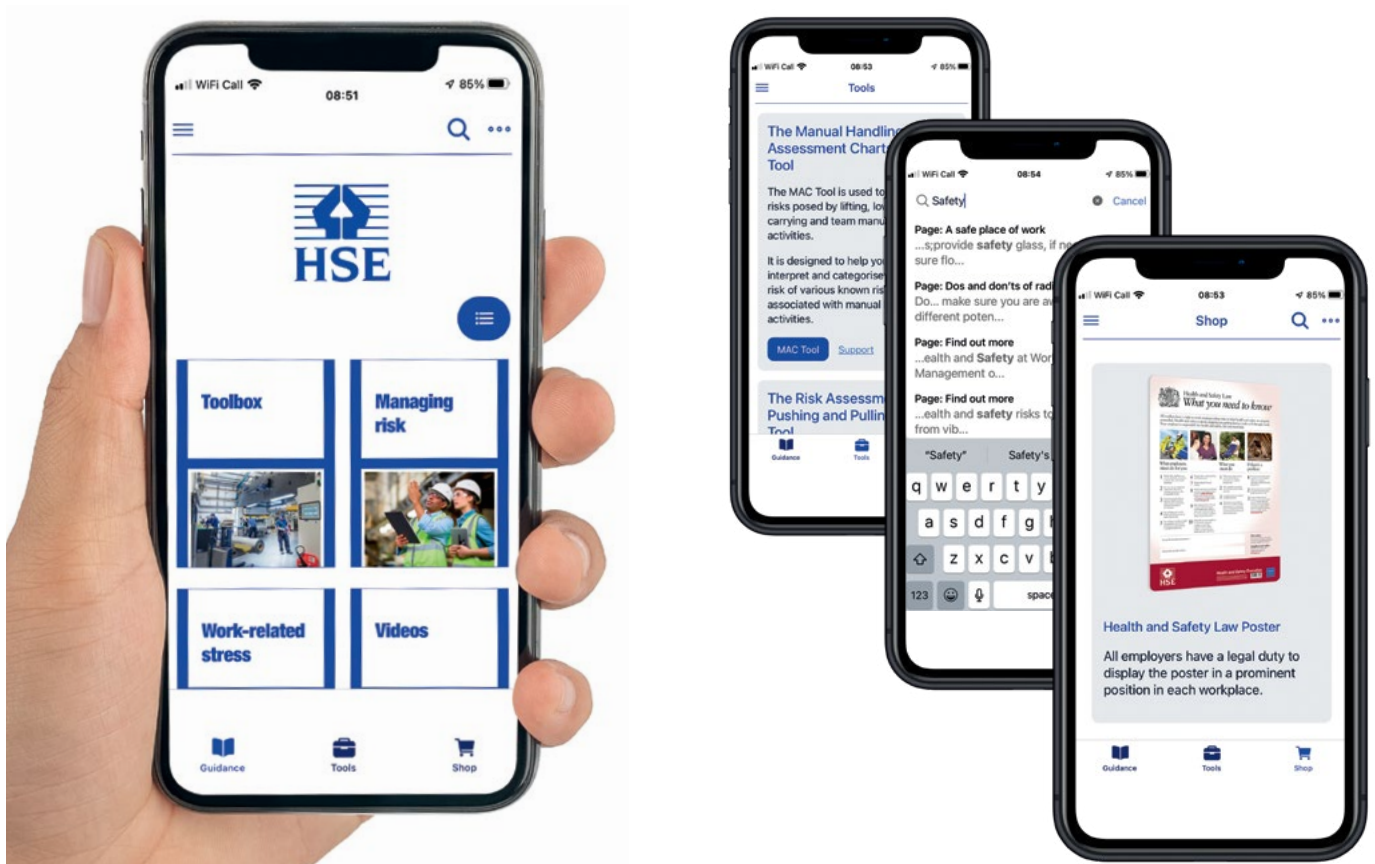 WiFi Call
08:51
85%
HSE
Toolbox
Managing
risk
Work-related
stress
Videos
Guidance
Tools
Shop
WiFi Call
08:53
85%
Tools
The Manual Handling
Assessment Charts
Tool
The MAC Tool is used to
risks posed by lifting, lo
carrying and team manu
activities.
It is designed to help yo
interpret and categorise
risk of various known ris
associated with manual
activities.
MAC Tool
Support
The Risk Assessm
Pushing and Pullin
Tool
Guidance
Tools
WiFi Call
08:54
85%
Safety
Cancel
Page: A safe place of work
...s;provide safety glass, if ne
sure flo...
Page: Dos and don'ts of rad
Do... make sure you are av
different poten...
Page: Find out more
...ealth and Safety at Wor
Management o...
Page: Find out more
...ealth and safety risks to
from vib...
"Safety"
Safety's
q w e r t y
a s d f g
z x c v
123
space
WiFi Call
08:53
85%
Shop
Health and Safety Law
What you need to know
HSE
Health and Safety Law Poster
All employers have a legal duty to
display the poster in a prominent
position in each workplace.
Guidance
Tools
Shop